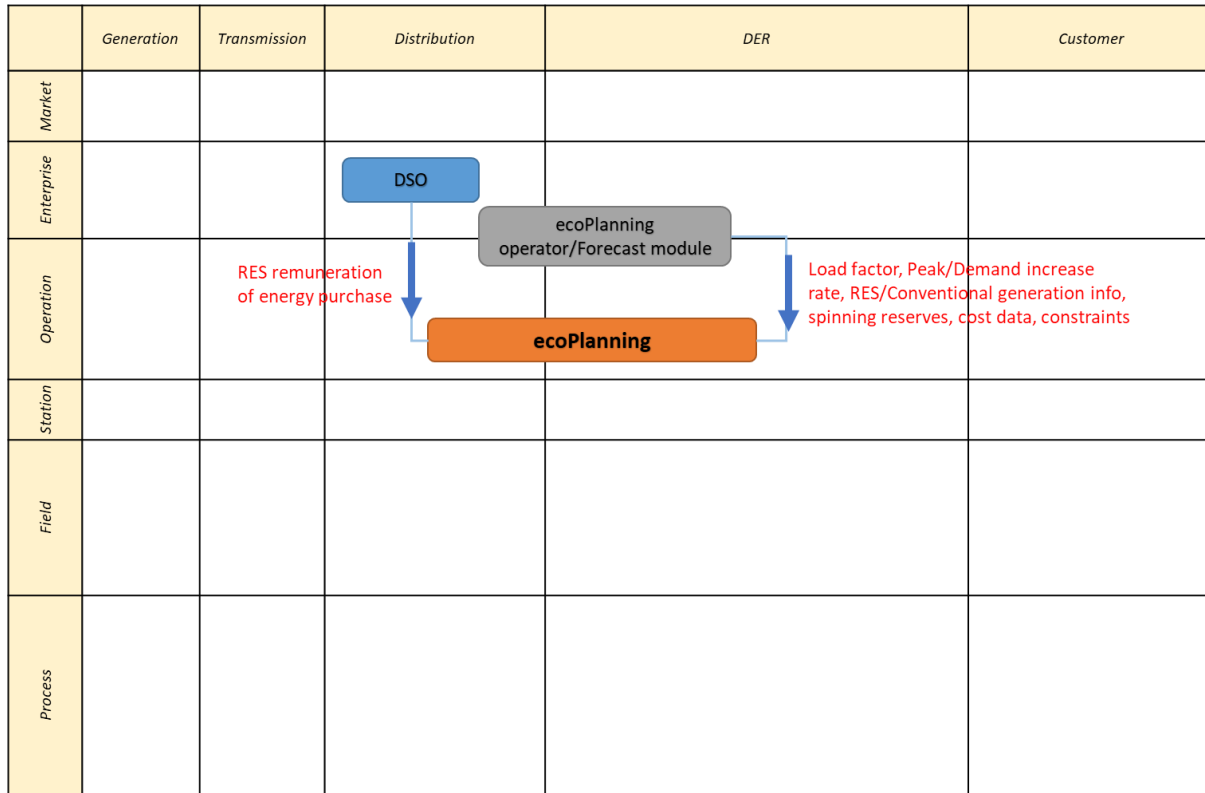 Generation
Transmission
Distribution
DER
Customer
Market
Enterprise
DSO
ecoPlanning
operator/Forecast module
Operation
RES remuneration
of energy purchase
Load factor, Peak/Demand increase
rate, RES/Conventional generation info,
spinning reserves, cost data, constraints
ecoPlanning
Station
Field
Process